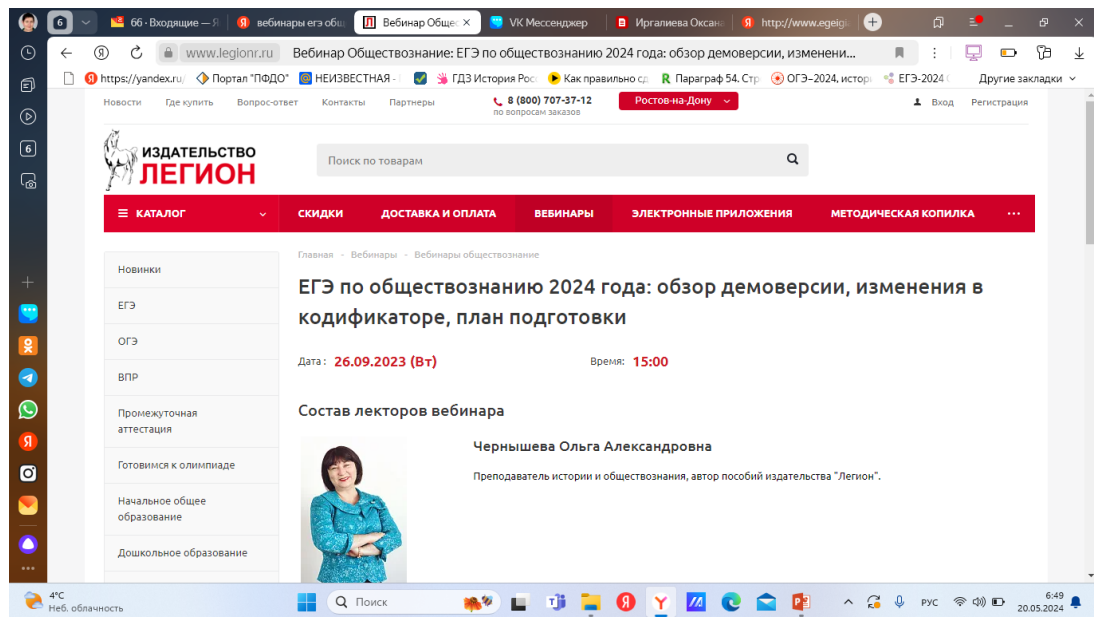 6
66 · Входящие — Я
вебинары егэ общ
Вебинар Общес
VK Мессенджер
Иргалиева Оксан
http://www.egeigi
www.legionr.ru
Вебинар Обществознание: ЕГЭ по обществознанию 2024 года: обзор демоверсии, изменени...
https://yandex.ru/
Портал "ПФДО"
НЕИЗВЕСТНАЯ -
ГДЗ История Рос
Как правильно сд
Параграф 54. Стр
ОГЭ–2024, истор
ЕГЭ-2024 (
Другие закладки
Новости
Где купить
Вопрос-ответ
Контакты
Партнеры
8 (800) 707-37-12
по вопросам заказов
Ростов-на-Дону
Вход
Регистрация
6
ИЗДАТЕЛЬСТВО
ЛЕГИОН
Поиск по товарам
КАТАЛОГ
СКИДКИ
ДОСТАВКА И ОПЛАТА
ВЕБИНАРЫ
ЭЛЕКТРОННЫЕ ПРИЛОЖЕНИЯ
МЕТОДИЧЕСКАЯ КОПИЛКА
...
Новинки
ЕГЭ
ОГЭ
ВПР
Промежуточная
аттестация
Готовимся к олимпиаде
Начальное общее
образование
Дошкольное образование
Главная - Вебинары - Вебинары обществознание
ЕГЭ по обществознанию 2024 года: обзор демоверсии, изменения в
кодификаторе, план подготовки
Дата: 26.09.2023 (Вт)
Время: 15:00
Состав лекторов вебинара
Чернышева Ольга Александровна
Преподаватель истории и обществознания, автор пособий издательства "Легион".
4°C
Неб. облачность
Поиск
РУС
6:49
20.05.2024